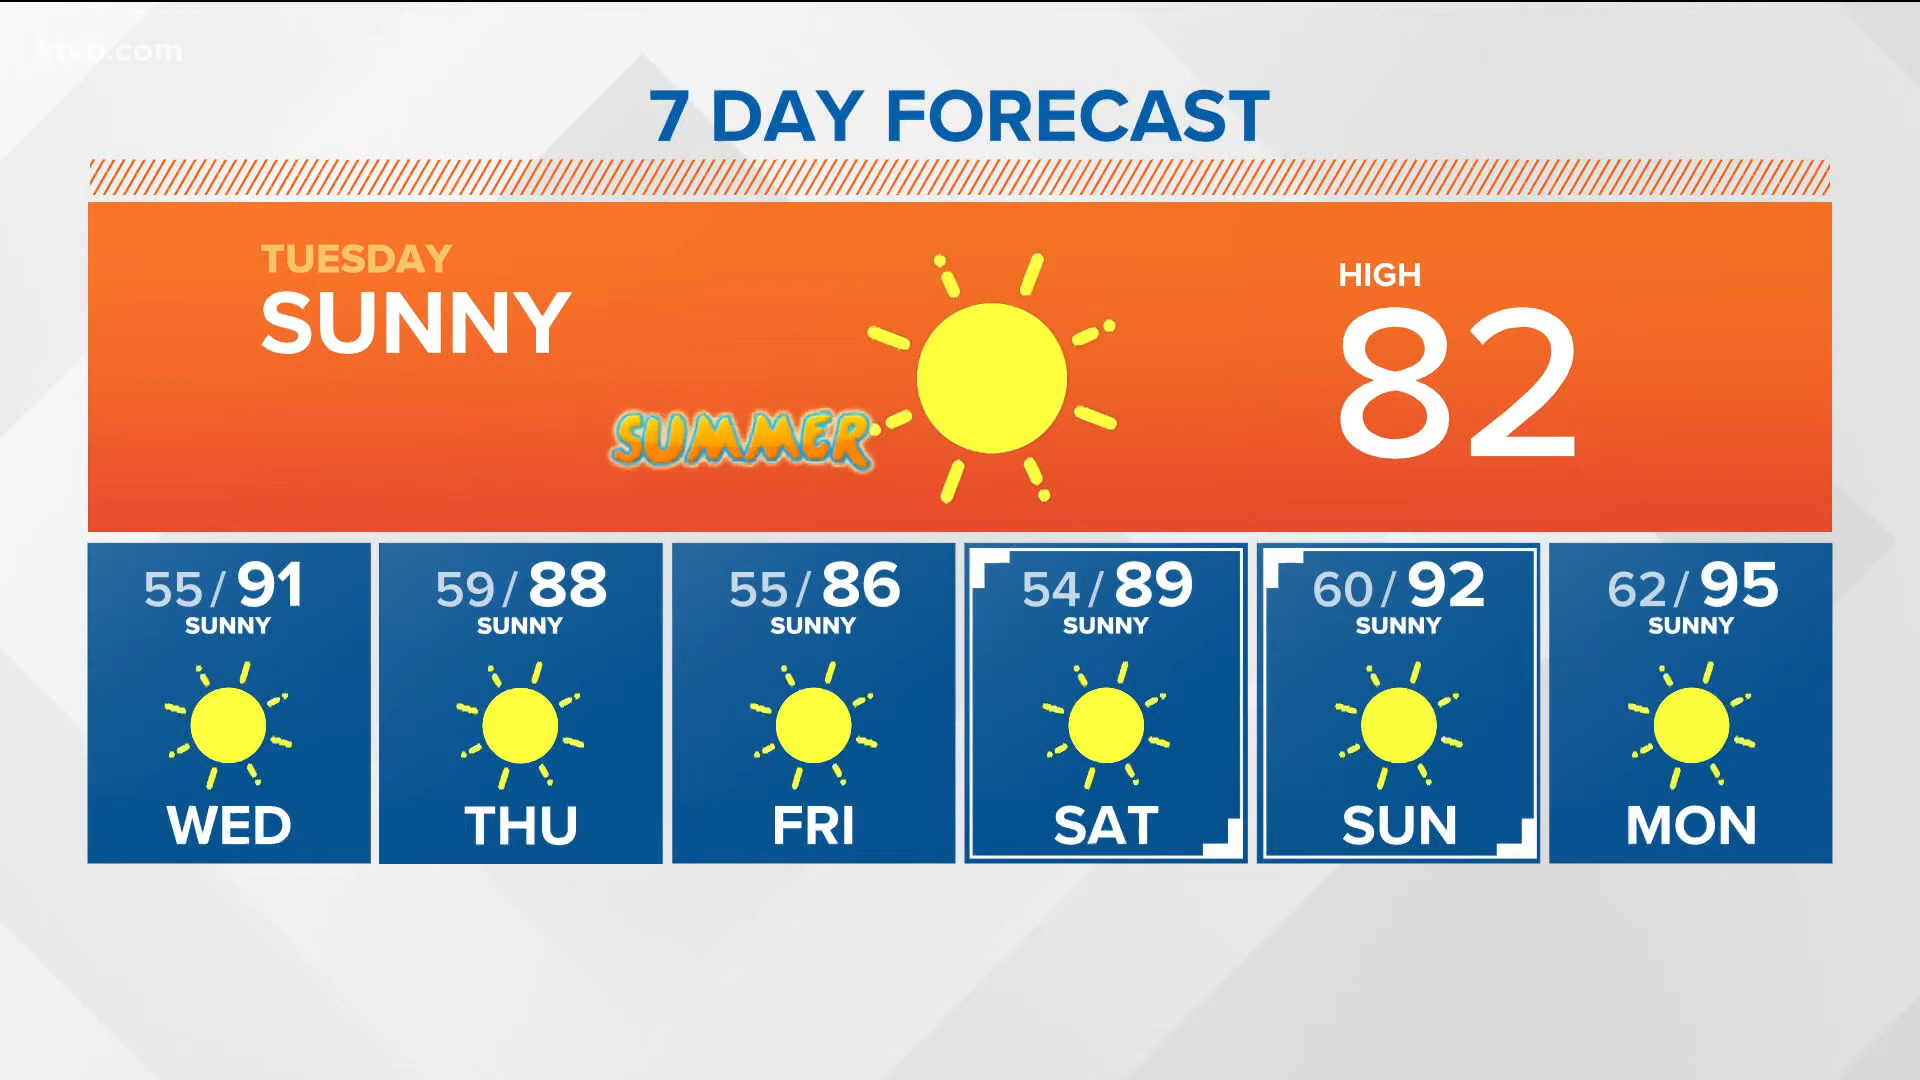 ktvb.com
7 DAY FORECAST
TUESDAY
SUNNY
SUMMER
HIGH
82
55/91
SUNNY
WED
59/88
SUNNY
THU
55/86
SUNNY
FRI
54/89
SUNNY
SAT
60/92
SUNNY
SUN
62/95
SUNNY
MON